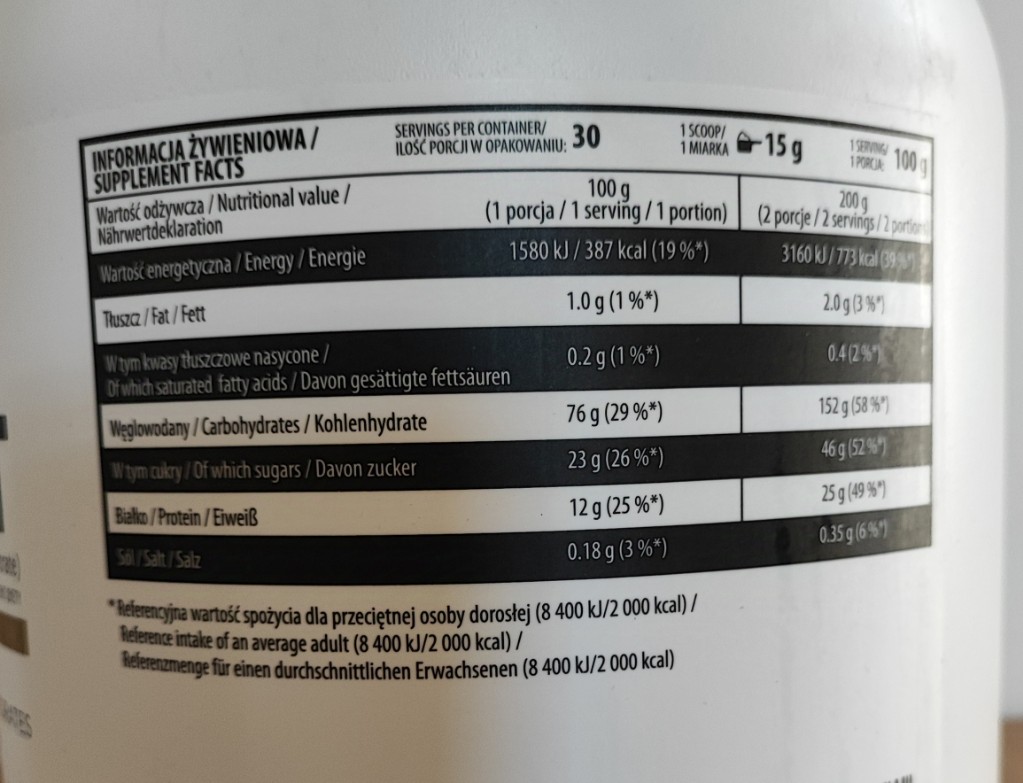 INFORMACJA ŻYWIENIOWA /
SUPPLEMENT FACTS
SERVINGS PER CONTAINER/
ILOŚĆ PORCJI W OPAKOWANIU: 30
1 SCOOP/
1 MIARKA 15 g
1 SERVING/
1 PORCJA: 100 g
Wartość odżywcza / Nutritional value /
Nährwertdeklaration
100 g
(1 porcja / 1 serving / 1 portion)
200 g
(2 porcje / 2 servings / 2 portions
Wartość energetyczna / Energy / Energie 1580 kJ / 387 kcal (19 %*) 3160 kJ / 773 kcal (39 %*)
Tłuszcz / Fat / Fett 1.0 g (1 %*) 2.0 g (3 %*)
W tym kwasy tłuszczowe nasycone /
Of which saturated fatty acids / Davon gesättigte fettsäuren 0.2 g (1 %*) 0.4 (2 %*)
Węglowodany / Carbohydrates / Kohlenhydrate 76 g (29 %*) 152 g (58 %*)
W tym cukry / Of which sugars / Davon zucker 23 g (26 %*) 46 g (52 %*)
Białko / Protein / Eiweiß 12 g (25 %*) 25 g (49 %*)
Sól / Salt / Salz 0.18 g (3 %*) 0.35 g (6 %*)
*Referencyjna wartość spożycia dla przeciętnej osoby dorosłej (8 400 kJ/2 000 kcal) /
Reference intake of an average adult (8 400 kJ/2 000 kcal) /
Referenzmenge für einen durchschnittlichen Erwachsenen (8 400 kJ/2 000 kcal)